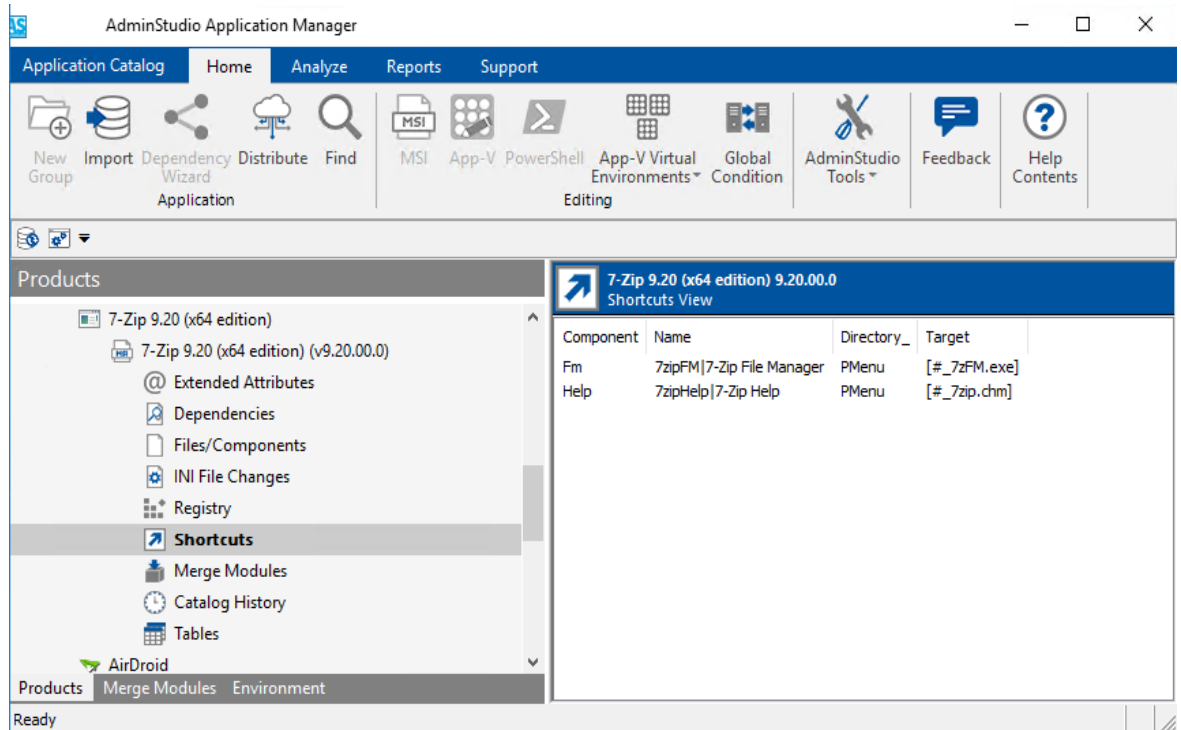 AS AdminStudio Application Manager
Application Catalog Home Analyze Reports Support
New Group
Import
Dependency Wizard
Distribute
Find
Application
MSI
MSI
App-V
PowerShell
App-V Virtual Environments
Global Condition
Editing
AdminStudio Tools
Feedback
?
Help Contents
Products
7-Zip 9.20 (x64 edition)
7-Zip 9.20 (x64 edition) (v9.20.00.0)
@ Extended Attributes
Dependencies
Files/Components
INI File Changes
Registry
Shortcuts
Merge Modules
Catalog History
Tables
AirDroid
Products Merge Modules Environment
7-Zip 9.20 (x64 edition) 9.20.00.0
Shortcuts View
Component Name Directory_ Target
Fm 7zipFM|7-Zip File Manager PMenu [#_7zFM.exe]
Help 7zipHelp|7-Zip Help PMenu [#_7zip.chm]
Ready